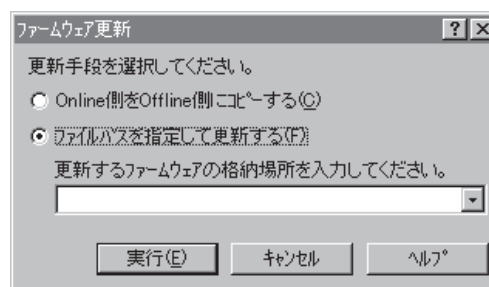 ﾌｧｰﾑｳｪｱ更新
更新手段を選択してください。
Online側をOffline側にｺﾋﾟｰする(C)
ﾌｧｲﾙﾊﾟｽを指定して更新する(F)
更新するﾌｧｰﾑｳｪｱの格納場所を入力してください。
実行(E) ｷｬﾝｾﾙ ﾍﾙﾌﾟ